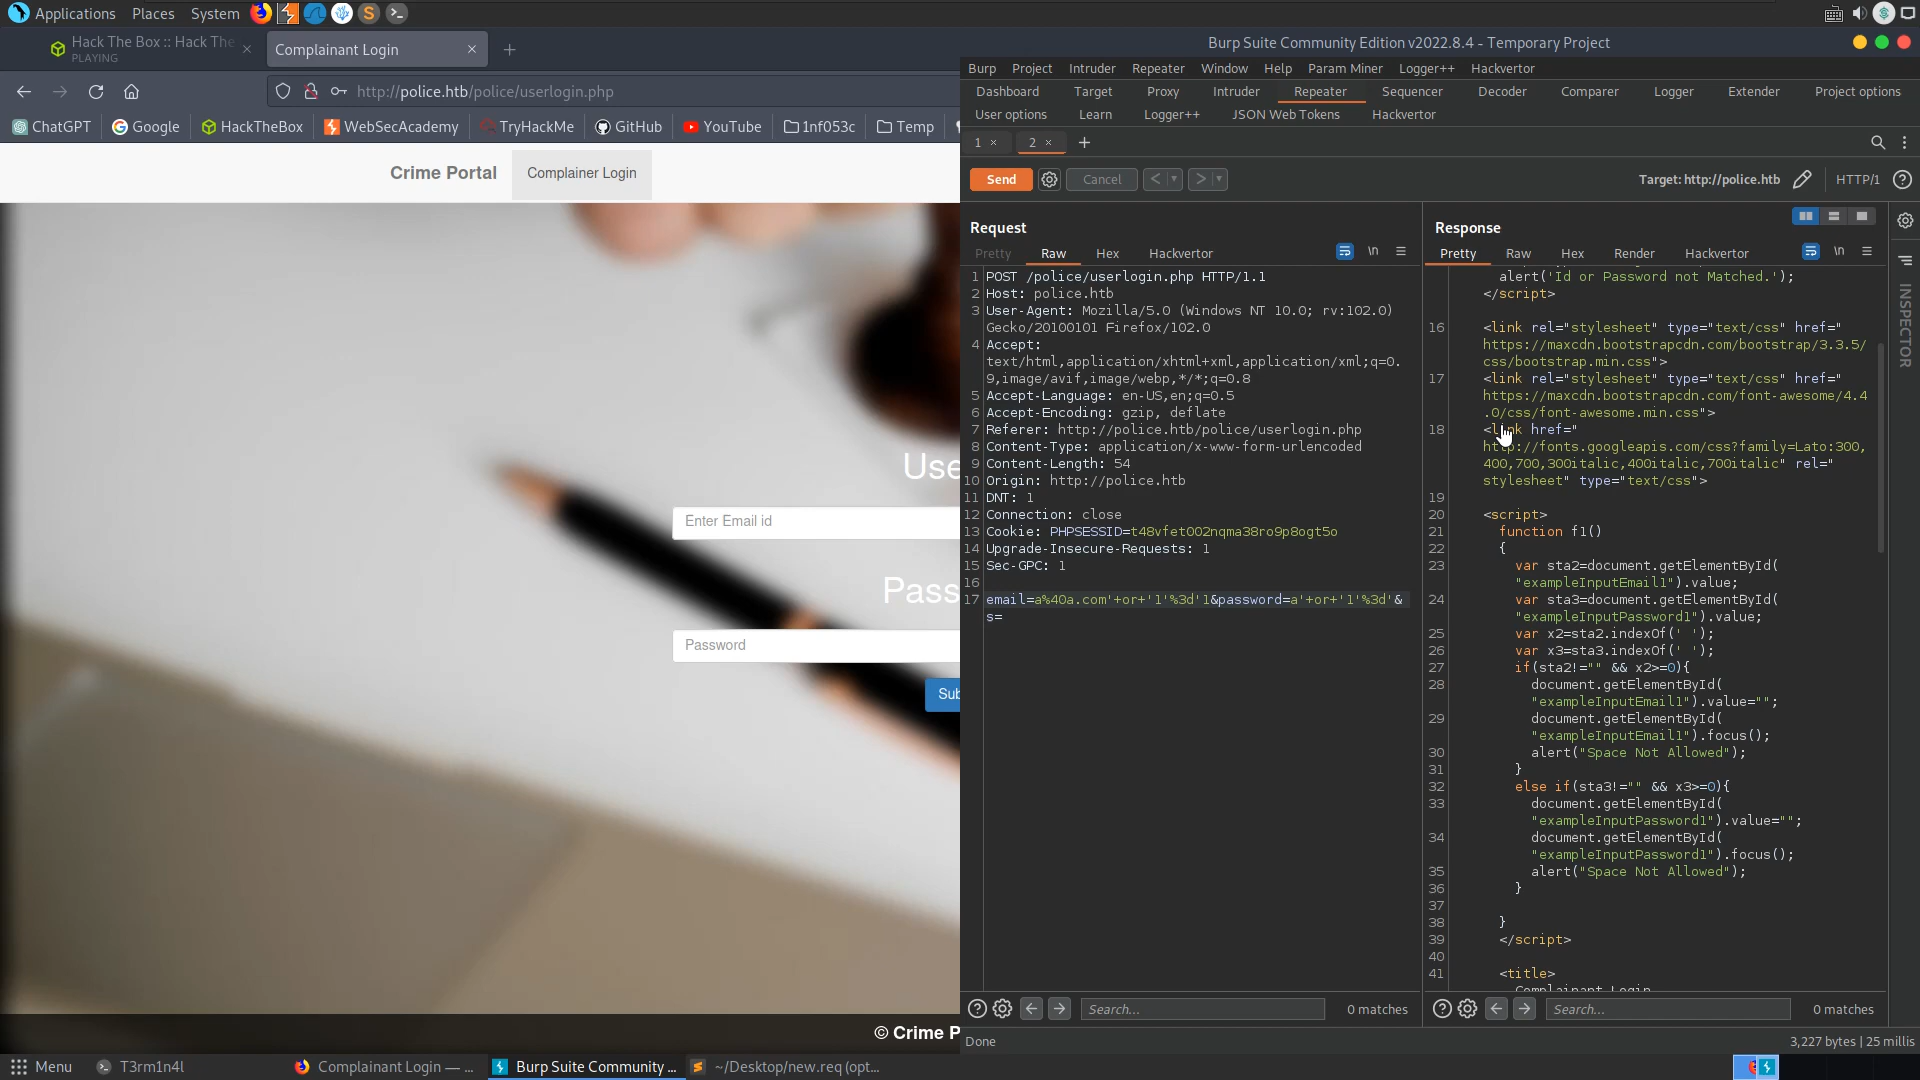 Applications Places System
Hack The Box :: Hack The
PLAYING
Complainant Login
Burp Suite Community Edition v2022.8.4 - Temporary Project
http://police.htb/police/userlogin.php
ChatGPT Google HackTheBox WebSecAcademy TryHackMe GitHub YouTube 1nf053c Temp
Crime Portal Complainer Login
Use
Enter Email id
Pass
Password
Sub
© Crime P
Burp Project Intruder Repeater Window Help Param Miner Logger++ Hackvertor
Dashboard Target Proxy Intruder Repeater Sequencer Decoder Comparer Logger Extender Project options
User options Learn Logger++ JSON Web Tokens Hackvertor
1 × 2 × +
Send Cancel < > Target: http://police.htb HTTP/1
Request
Pretty Raw Hex Hackvertor \n
1 POST /police/userlogin.php HTTP/1.1
2 Host: police.htb
3 User-Agent: Mozilla/5.0 (Windows NT 10.0; rv:102.0)
Gecko/20100101 Firefox/102.0
4 Accept:
text/html,application/xhtml+xml,application/xml;q=0.
9,image/avif,image/webp,*/*;q=0.8
5 Accept-Language: en-US,en;q=0.5
6 Accept-Encoding: gzip, deflate
7 Referer: http://police.htb/police/userlogin.php
8 Content-Type: application/x-www-form-urlencoded
9 Content-Length: 54
10 Origin: http://police.htb
11 DNT: 1
12 Connection: close
13 Cookie: PHPSESSID=t48vfet002nqma38ro9p8ogt5o
14 Upgrade-Insecure-Requests: 1
15 Sec-GPC: 1
16
17 email=a%40a.com'+or+'1'%3d'1&password=a'+or+'1'%3d'&
s=
Response
Pretty Raw Hex Render Hackvertor \n
alert('Id or Password not Matched.');
</script>
16 <link rel="stylesheet" type="text/css" href="
https://maxcdn.bootstrapcdn.com/bootstrap/3.3.5/
css/bootstrap.min.css">
17 <link rel="stylesheet" type="text/css" href="
https://maxcdn.bootstrapcdn.com/font-awesome/4.4
.0/css/font-awesome.min.css">
18 <link href="
http://fonts.googleapis.com/css?family=Lato:300,
400,700,300italic,400italic,700italic" rel="
stylesheet" type="text/css">
19
20 <script>
21 function f1()
22 {
23 var sta2=document.getElementById(
"exampleInputEmail1").value;
24 var sta3=document.getElementById(
"exampleInputPassword1").value;
25 var x2=sta2.indexOf(' ');
26 var x3=sta3.indexOf(' ');
27 if(sta2!="" && x2>=0){
28 document.getElementById(
"exampleInputEmail1").value="";
29 document.getElementById(
"exampleInputEmail1").focus();
30 alert("Space Not Allowed");
31 }
32 else if(sta3!="" && x3>=0){
33 document.getElementById(
"exampleInputPassword1").value="";
34 document.getElementById(
"exampleInputPassword1").focus();
35 alert("Space Not Allowed");
36 }
37
38 }
39 </script>
40
41 <title>
Complainant Login
INSPECTOR
Search... 0 matches
Search... 0 matches
Done
3,227 bytes | 25 millis
Menu T3rm1n4l Complainant Login — ... Burp Suite Community ... ~/Desktop/new.req (opt...